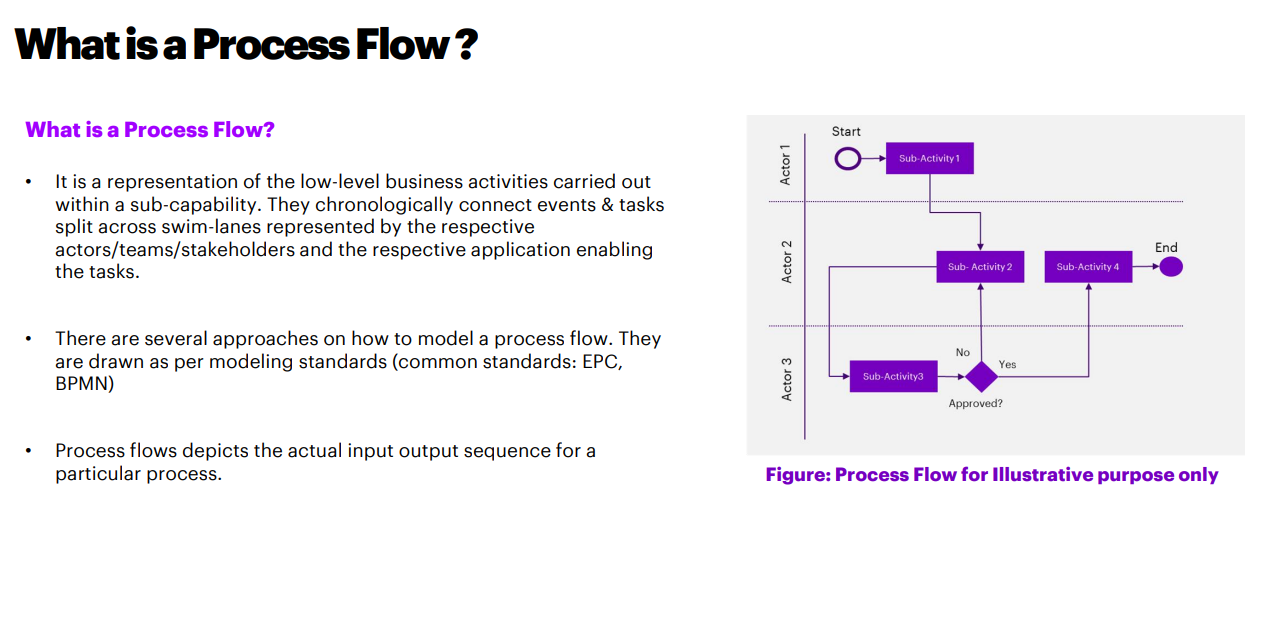 What is a Process Flow ?
What is a Process Flow?
• It is a representation of the low-level business activities carried out
within a sub-capability. They chronologically connect events & tasks
split across swim-lanes represented by the respective
actors/teams/stakeholders and the respective application enabling
the tasks.
• There are several approaches on how to model a process flow. They
are drawn as per modeling standards (common standards: EPC,
BPMN)
• Process flows depicts the actual input output sequence for a
particular process.
Start
Actor 1
Sub-Activity 1
Actor 2
Sub- Activity 2
Sub-Activity 4
End
Actor 3
Sub-Activity3
No
Yes
Approved?
Figure: Process Flow for Illustrative purpose only